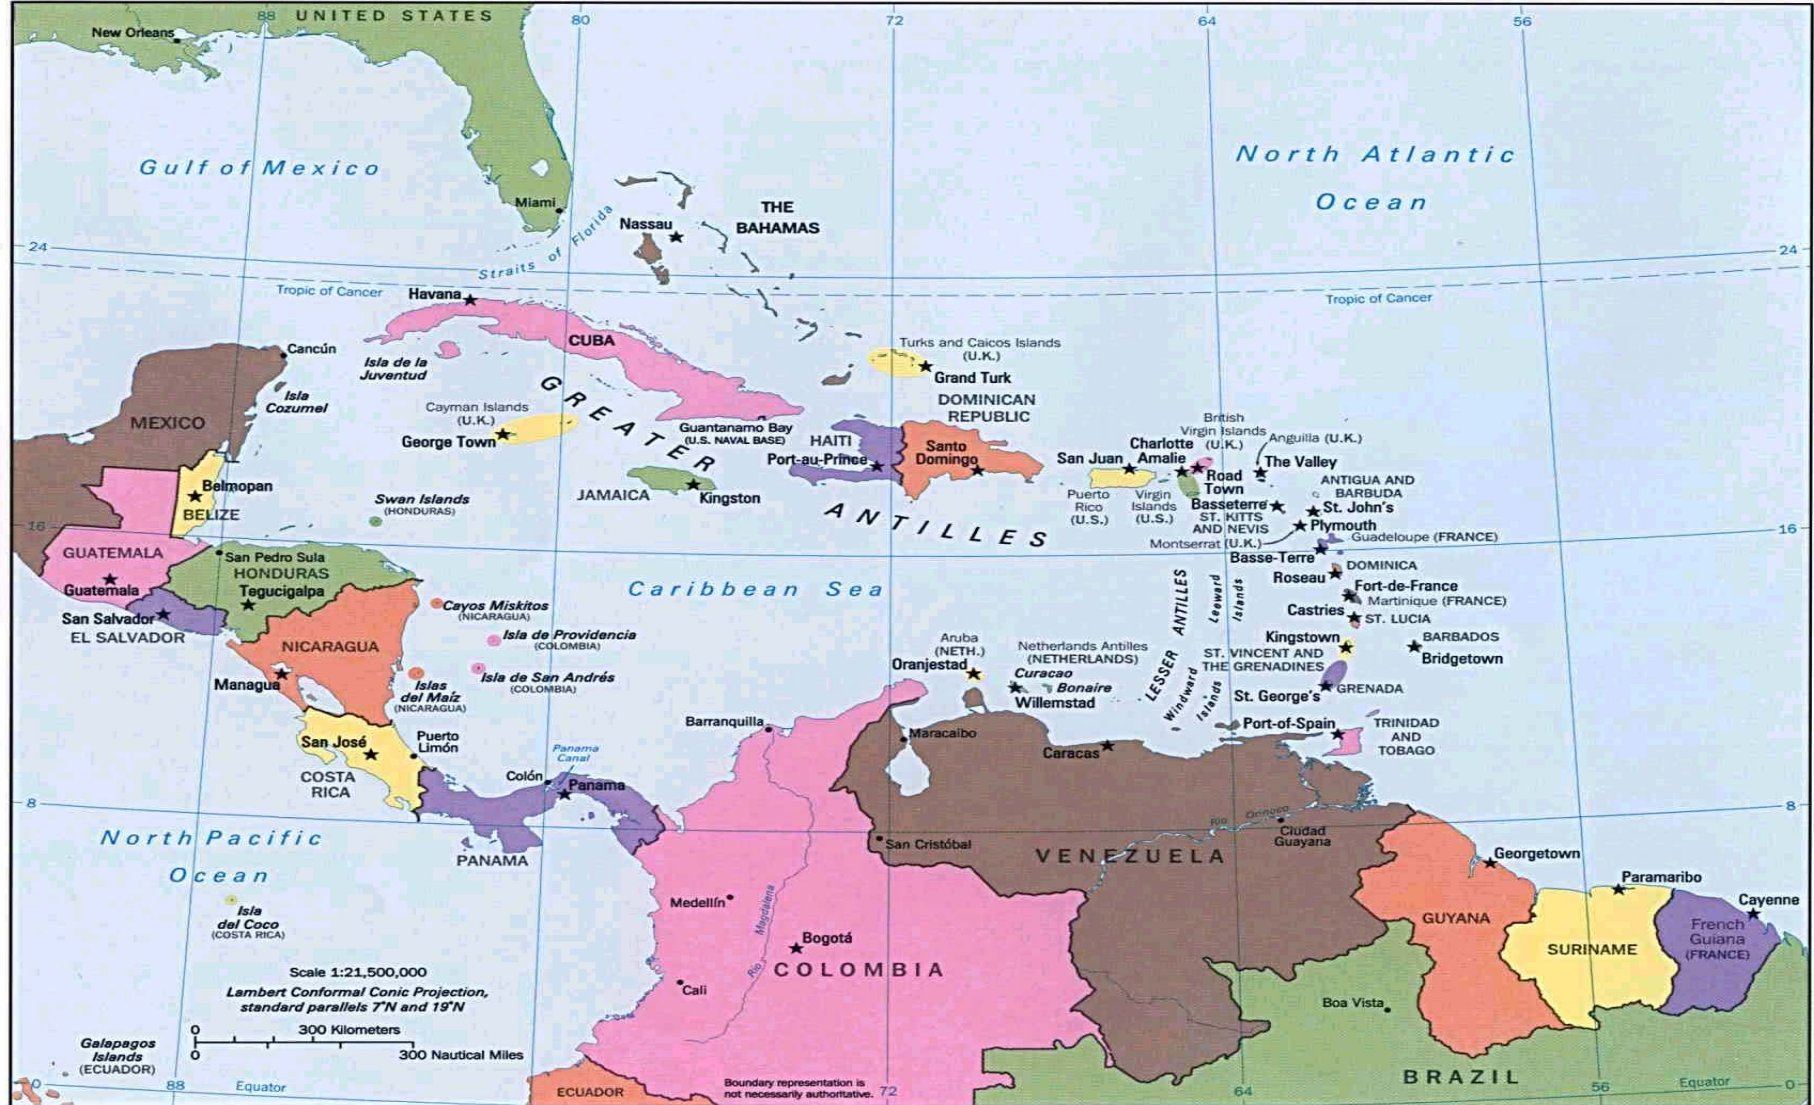 88
UNITED STATES
80
72
64
56
New Orleans
Gulf of Mexico
North Atlantic
Ocean
Miami
Straits of Florida
Nassau
THE
BAHAMAS
24
24
Tropic of Cancer
Tropic of Cancer
Havana
CUBA
Cancún
Isla de la
Juventud
Isla
Cozumel
MEXICO
Turks and Caicos Islands
(U.K.)
Grand Turk
Cayman Islands
(U.K.)
George Town
GREATER
ANTILLES
Guantanamo Bay
(U.S. NAVAL BASE)
HAITI
Port-au-Prince
DOMINICAN
REPUBLIC
Santo
Domingo
JAMAICA
Kingston
San Juan
Puerto
Rico
(U.S.)
Charlotte
Amalie
Virgin
Islands
(U.S.)
British
Virgin Islands
(U.K.)
Road
Town
Anguilla (U.K.)
The Valley
ANTIGUA AND
BARBUDA
St. John's
Basseterre
ST. KITTS
AND NEVIS
Plymouth
Montserrat (U.K.)
Guadeloupe (FRANCE)
Basse-Terre
DOMINICA
Roseau
Fort-de-France
Martinique (FRANCE)
Castries
ST. LUCIA
Kingstown
ST. VINCENT AND
THE GRENADINES
BARBADOS
Bridgetown
St. George's
GRENADA
Port-of-Spain
TRINIDAD
AND
TOBAGO
LESSER ANTILLES
Leeward
Islands
Windward
Islands
Belmopan
BELIZE
Swan Islands
(HONDURAS)
16
16
GUATEMALA
Guatemala
San Pedro Sula
HONDURAS
Tegucigalpa
San Salvador
EL SALVADOR
NICARAGUA
Managua
Caribbean Sea
Cayos Miskitos
(NICARAGUA)
Isla de Providencia
(COLOMBIA)
Isla de San Andrés
(COLOMBIA)
Islas
del Maíz
(NICARAGUA)
Aruba
(NETH.)
Oranjestad
Netherlands Antilles
(NETHERLANDS)
Curacao
Bonaire
Willemstad
San José
Puerto
Limón
COSTA
RICA
Panama
Canal
Colón
Panama
PANAMA
Barranquilla
Maracaibo
Caracas
8
8
North Pacific
Ocean
Isla
del Coco
(COSTA RICA)
San Cristóbal
VENEZUELA
Rio Orinoco
Ciudad
Guayana
Georgetown
GUYANA
Paramaribo
SURINAME
Cayenne
French
Guiana
(FRANCE)
Medellín
Rio Magdalena
Bogotá
COLOMBIA
Cali
Boa Vista
Scale 1:21,500,000
Lambert Conformal Conic Projection,
standard parallels 7°N and 19°N
0 300 Kilometers
0 300 Nautical Miles
Galapagos
Islands
(ECUADOR)
0
88
Equator
ECUADOR
Boundary representation is
not necessarily authoritative.
72
64
BRAZIL
56
Equator
0